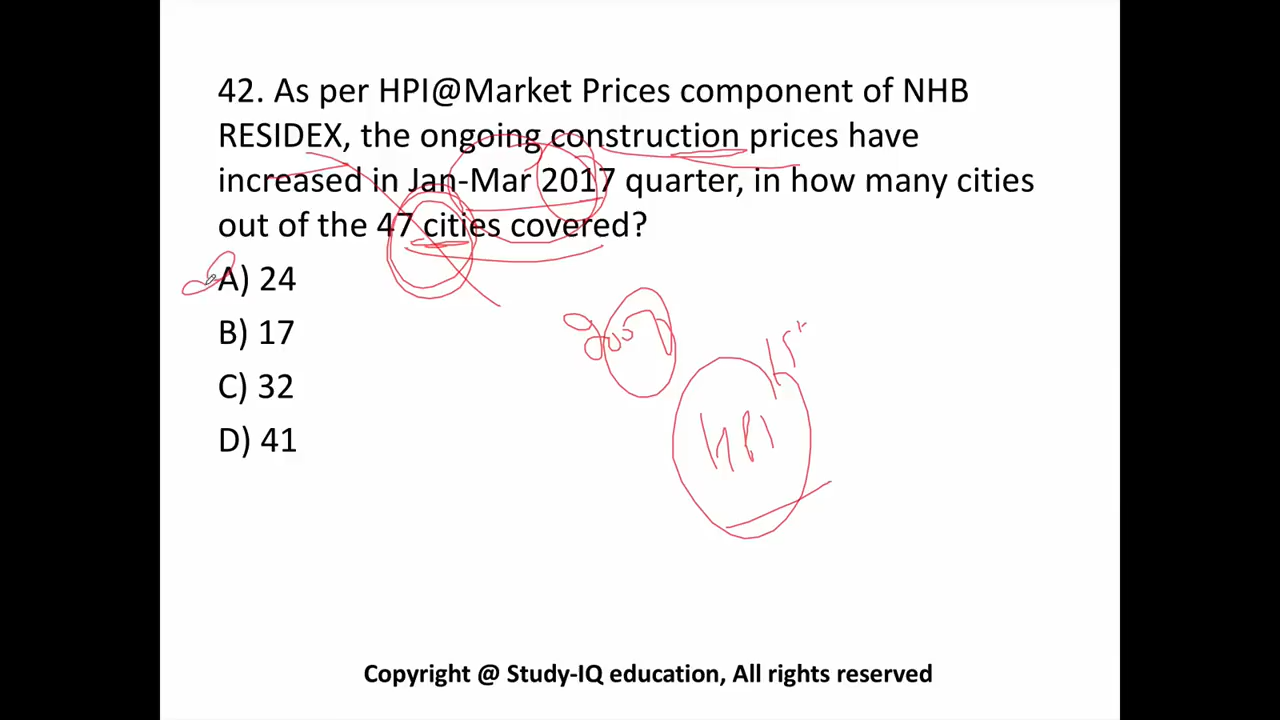 42. As per HPI@Market Prices component of NHB
RESIDEX, the ongoing construction prices have
increased in Jan-Mar 2017 quarter, in how many cities
out of the 47 cities covered?
A) 24
B) 17
C) 32
D) 41
2007
HPI
Copyright @ Study-IQ education, All rights reserved